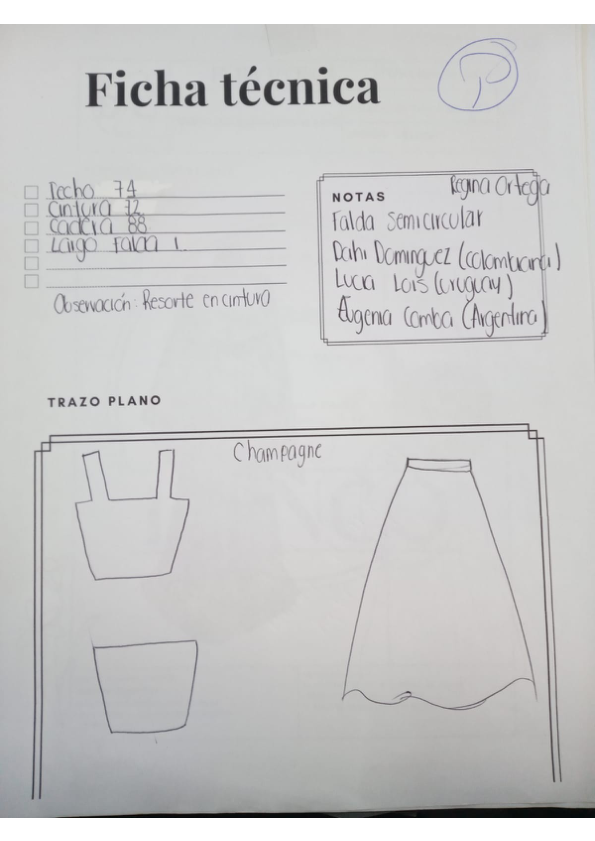 Ficha técnica
P
Pecho 74
Cintura 72
Cadera 88
Largo Falda 1.
Observación: Resorte en cintura
NOTAS
Regina Ortega
Falda Semicircular
Dahi Dominguez (colombiana)
Lucia Lois (Uruguay)
Eugenia Comba (Argentina)
TRAZO PLANO
Champagne